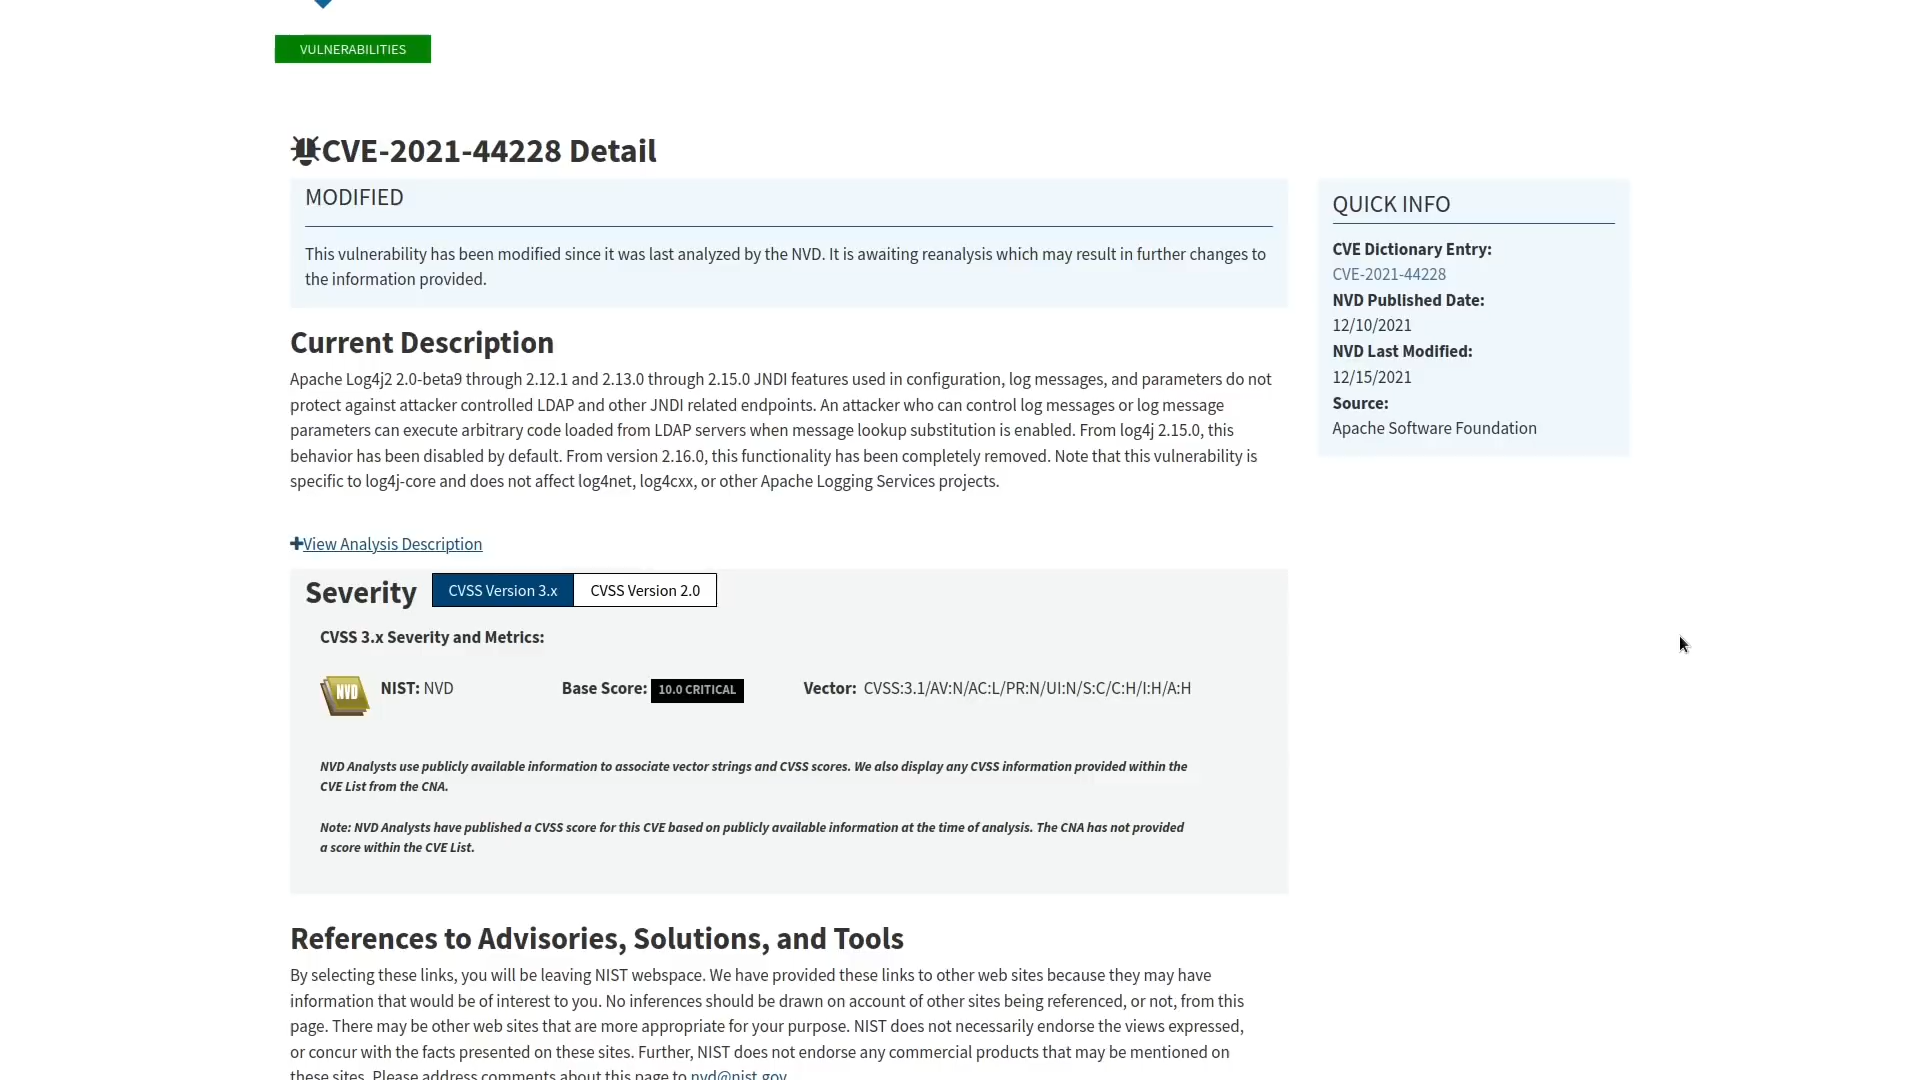 VULNERABILITIES
CVE-2021-44228 Detail
MODIFIED
This vulnerability has been modified since it was last analyzed by the NVD. It is awaiting reanalysis which may result in further changes to
the information provided.
Current Description
Apache Log4j2 2.0-beta9 through 2.12.1 and 2.13.0 through 2.15.0 JNDI features used in configuration, log messages, and parameters do not
protect against attacker controlled LDAP and other JNDI related endpoints. An attacker who can control log messages or log message
parameters can execute arbitrary code loaded from LDAP servers when message lookup substitution is enabled. From log4j 2.15.0, this
behavior has been disabled by default. From version 2.16.0, this functionality has been completely removed. Note that this vulnerability is
specific to log4j-core and does not affect log4net, log4cxx, or other Apache Logging Services projects.
View Analysis Description
Severity CVSS Version 3.x CVSS Version 2.0
CVSS 3.x Severity and Metrics:
NVD NIST: NVD Base Score: 10.0 CRITICAL Vector: CVSS:3.1/AV:N/AC:L/PR:N/UI:N/S:C/C:H/I:H/A:H
NVD Analysts use publicly available information to associate vector strings and CVSS scores. We also display any CVSS information provided within the
CVE List from the CNA.
Note: NVD Analysts have published a CVSS score for this CVE based on publicly available information at the time of analysis. The CNA has not provided
a score within the CVE List.
References to Advisories, Solutions, and Tools
By selecting these links, you will be leaving NIST webspace. We have provided these links to other web sites because they may have
information that would be of interest to you. No inferences should be drawn on account of other sites being referenced, or not, from this
page. There may be other web sites that are more appropriate for your purpose. NIST does not necessarily endorse the views expressed,
or concur with the facts presented on these sites. Further, NIST does not endorse any commercial products that may be mentioned on
these sites. Please address comments about this page to nvd@nist.gov.
QUICK INFO
CVE Dictionary Entry:
CVE-2021-44228
NVD Published Date:
12/10/2021
NVD Last Modified:
12/15/2021
Source:
Apache Software Foundation